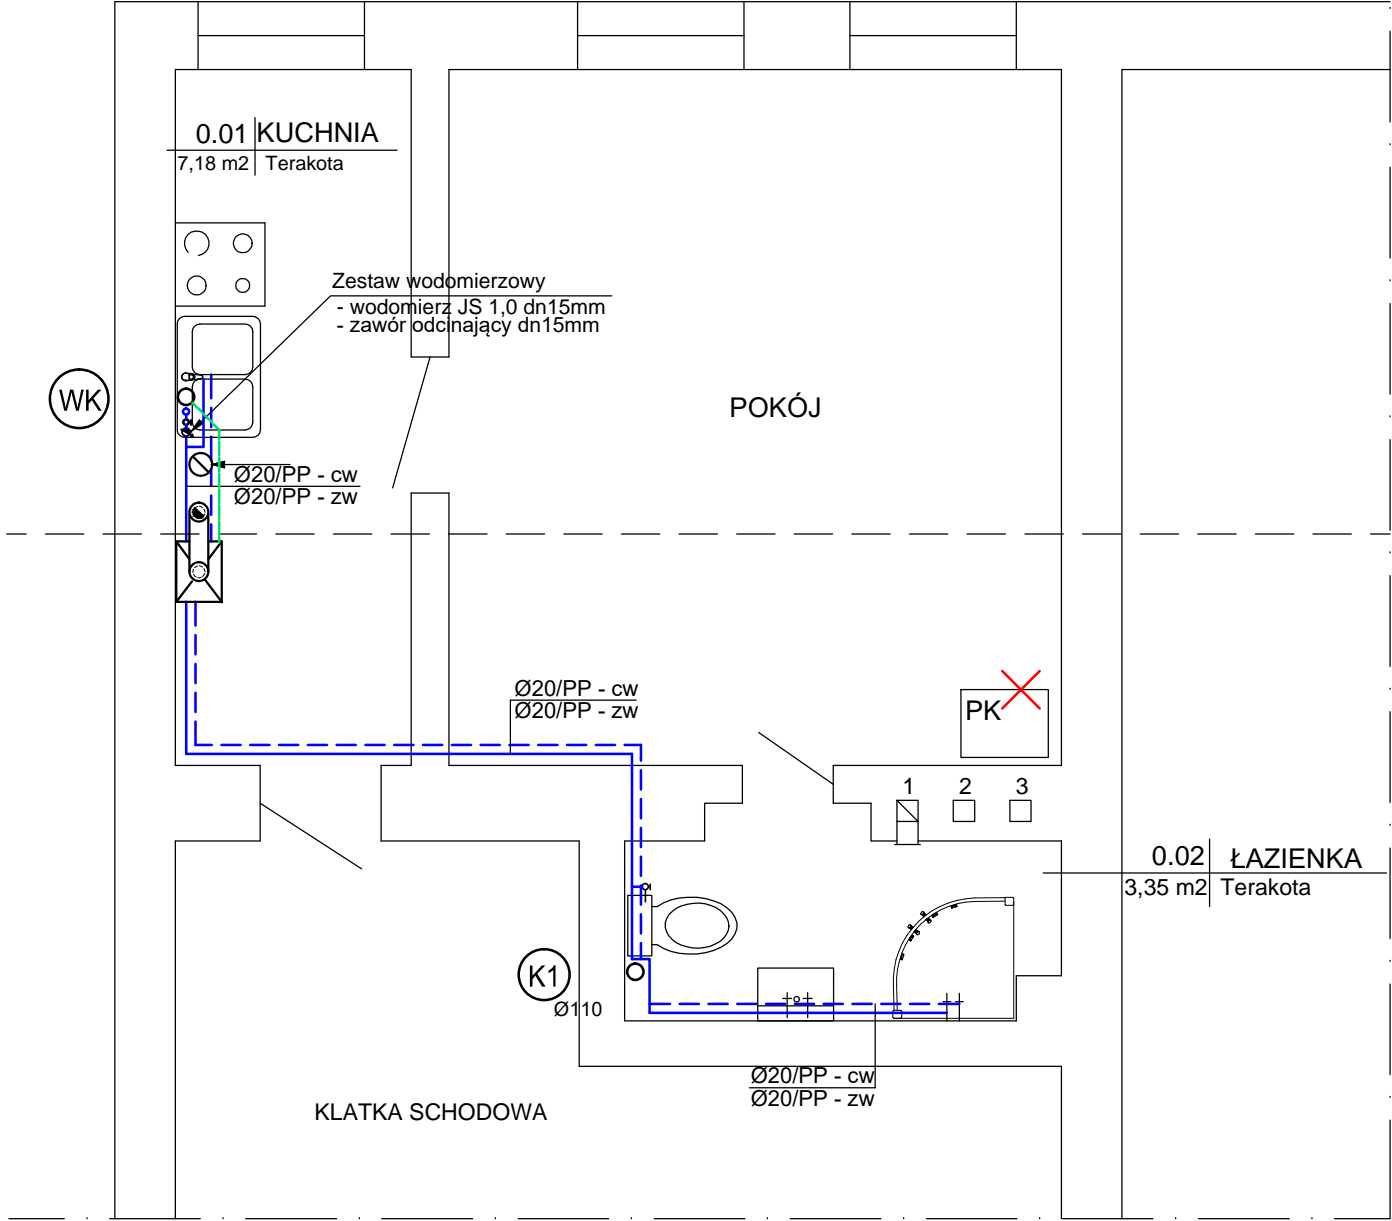 0.01 KUCHNIA
7,18 m2 Terakota
Zestaw wodomierzowy
- wodomierz JS 1,0 dn15mm
- zawór odcinający dn15mm
WK
POKÓJ
Ø20/PP - cw
Ø20/PP - zw
Ø20/PP - cw
Ø20/PP - zw
PK
1 2 3
0.02 ŁAZIENKA
3,35 m2 Terakota
K1
Ø110
Ø20/PP - cw
Ø20/PP - zw
KLATKA SCHODOWA